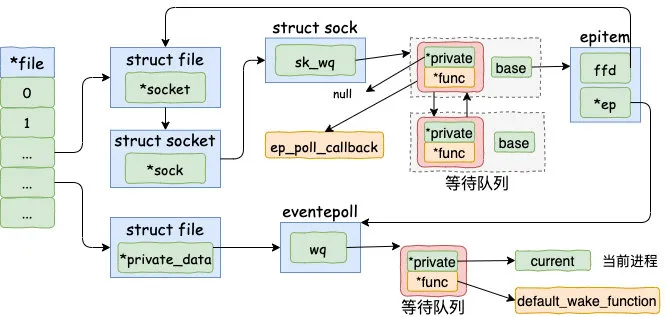 *file
0
1
...
...
...
struct file
*socket
struct socket
*sock
struct sock
sk_wq
*private
*func
base
null
ep_poll_callback
*private
*func
base
等待队列
epitem
ffd
*ep
struct file
*private_data
eventepoll
wq
*private
*func
等待队列
current
当前进程
default_wake_function